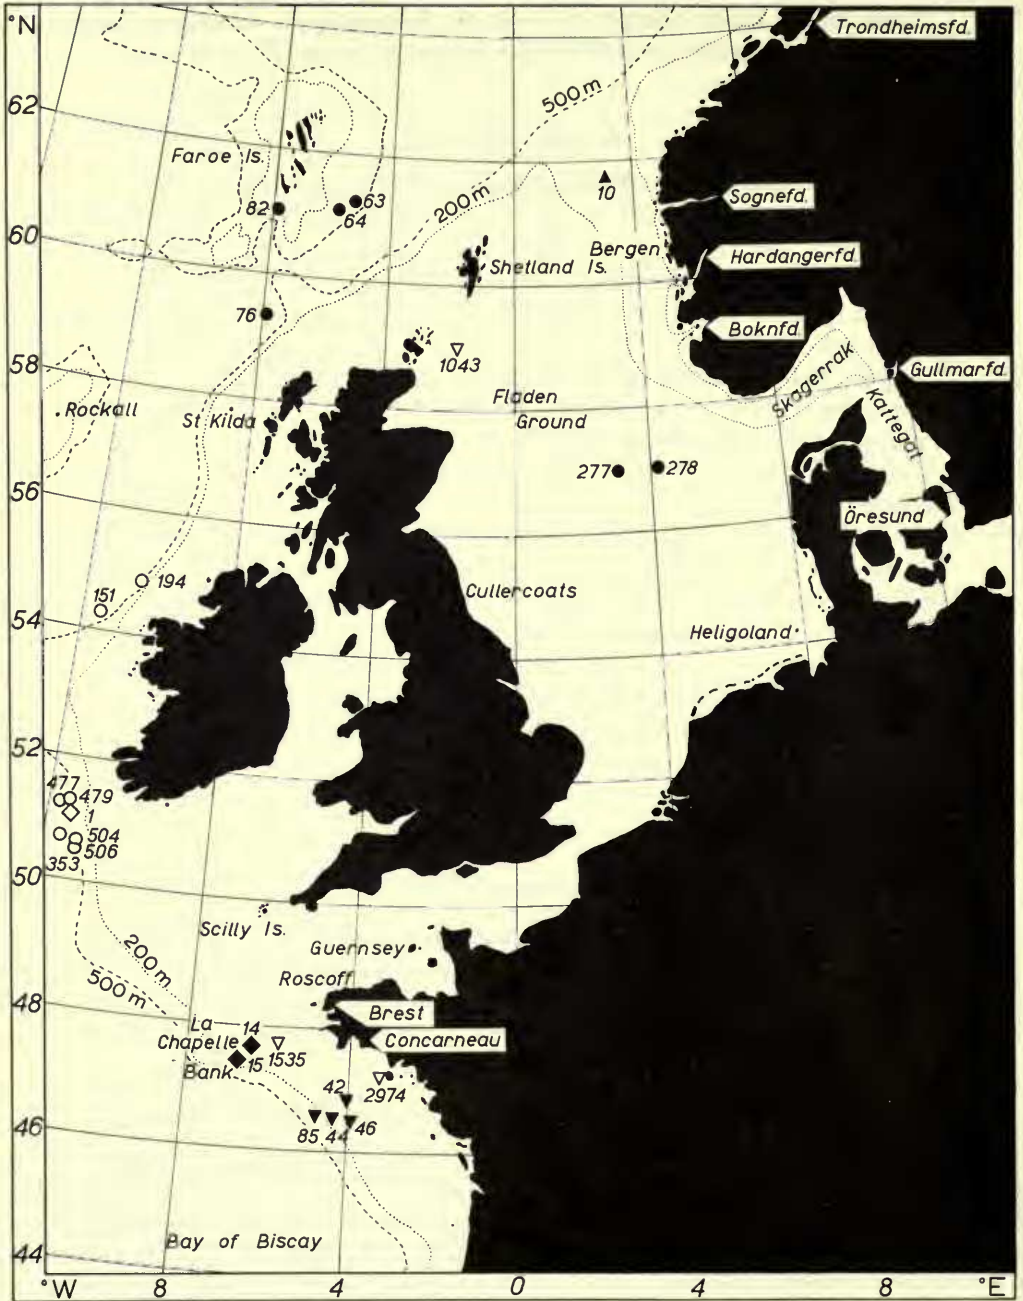 °N
Trondheimsfd.
500m
62
Faroe Is.
10
63
82
64
200m
Sognefd.
60
Bergen
Shetland Is.
Hardangerfd.
76
Boknfd.
1043
58
Skagerrak
Gullmarfd.
Rockall
St Kilda
Fladen
Ground
Kattegat
277
278
56
Öresund
194
151
Cullercoats
54
Heligoland
52
477
479
1
504
506
353
50
Scilly Is.
Guernsey
200m
500m
Roscoff
48
Brest
La
14
Chapelle
Concarneau
15
1535
Bank
42
2974
46
85
44
46
Bay of Biscay
44
°W
8
4
0
4
8
°E